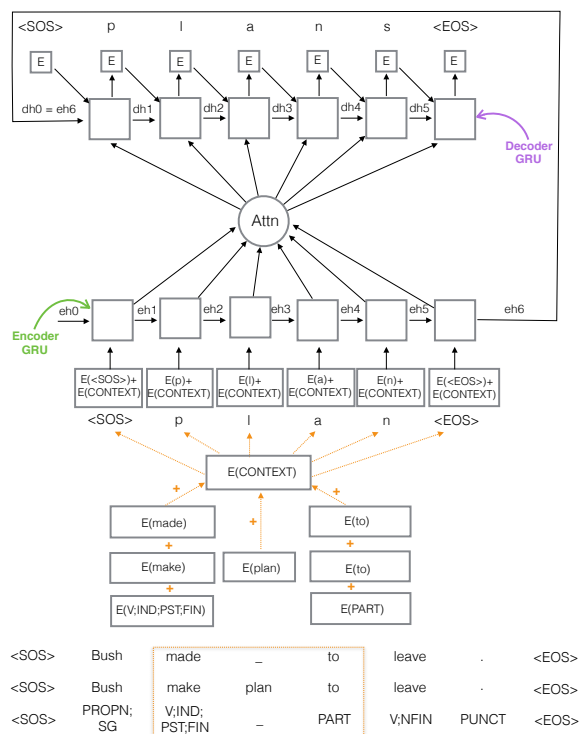 <SOS> p l a n s <EOS>
E E E E E E
dh0 = eh6 dh1 dh2 dh3 dh4 dh5
Decoder
GRU
Attn
eh0 eh1 eh2 eh3 eh4 eh5 eh6
Encoder
GRU
E(<SOS>)+ E(p)+ E(l)+ E(a)+ E(n)+ E(<EOS>)+
E(CONTEXT) E(CONTEXT) E(CONTEXT) E(CONTEXT) E(CONTEXT) E(CONTEXT)
<SOS> p l a n <EOS>
E(CONTEXT)
+ + +
E(made) E(to)
+ +
E(make) E(plan) E(to)
+ +
E(V;IND;PST;FIN) E(PART)
<SOS> Bush made _ to leave . <EOS>
<SOS> Bush make plan to leave . <EOS>
<SOS> PROPN; V;IND; _ PART V;NFIN PUNCT <EOS>
SG PST;FIN